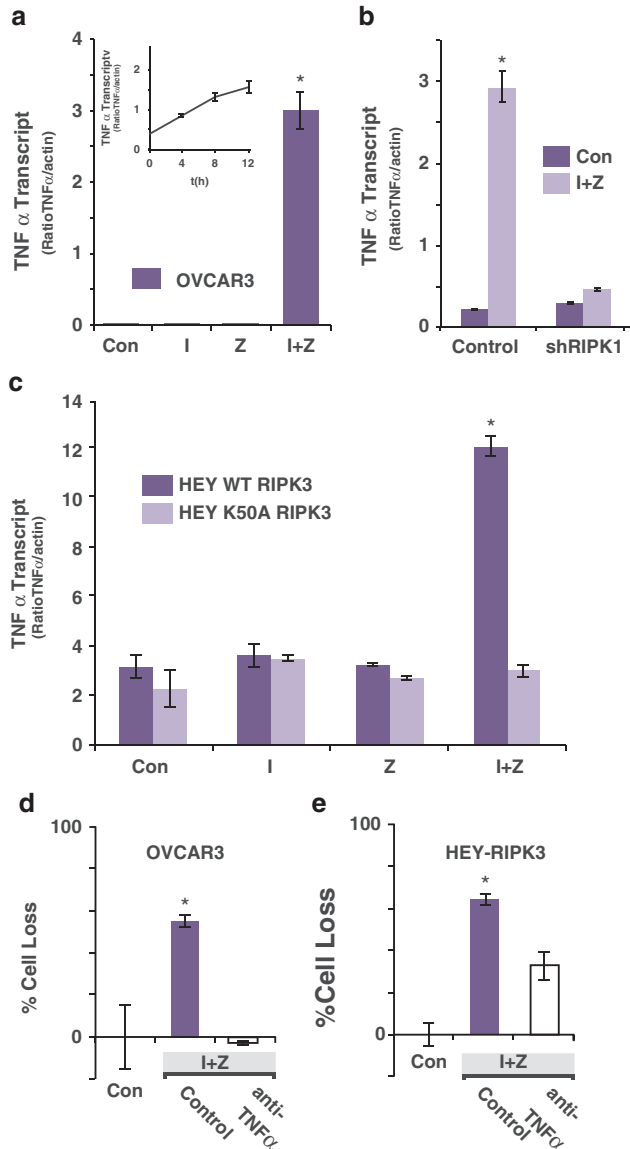 a
TNF α Transcript
(RatioTNFα/actin)
4
3
2
1
0
TNF α Transcriptv
(RatioTNFα/actin)
2
1
0
0
4
8
12
t(h)
*
OVCAR3
Con
I
Z
I+Z
b
TNF α Transcript
(RatioTNFα/actin)
3
2
1
0
*
Con
I+Z
Control
shRIPK1
c
TNF α Transcript
(RatioTNFα/actin)
14
12
10
8
6
4
2
0
*
HEY WT RIPK3
HEY K50A RIPK3
Con
I
Z
I+Z
d
% Cell Loss
100
0
OVCAR3
*
I+Z
Con
Control
anti-
TNFα
e
%Cell Loss
100
0
HEY-RIPK3
*
I+Z
Con
Control
anti-
TNFα